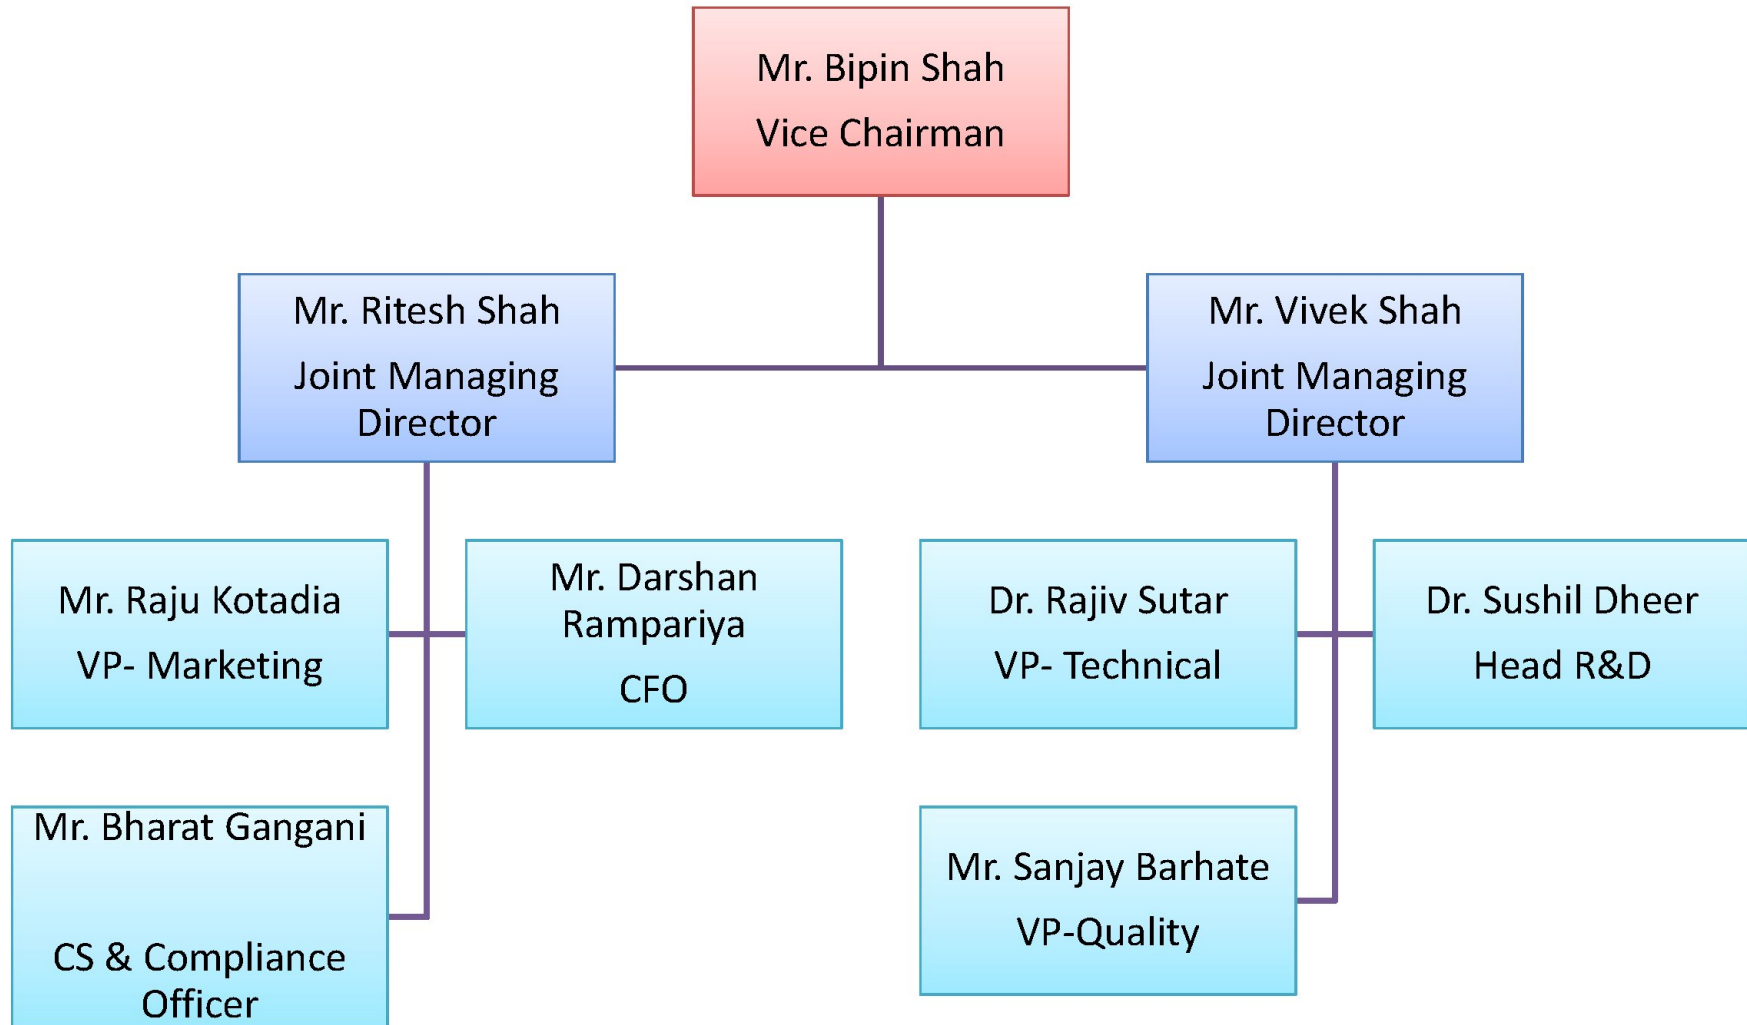 Mr. Bipin Shah
Vice Chairman
Mr. Ritesh Shah
Joint Managing
Director
Mr. Vivek Shah
Joint Managing
Director
Mr. Raju Kotadia
VP- Marketing
Mr. Darshan
Rampariya
CFO
Dr. Rajiv Sutar
VP- Technical
Dr. Sushil Dheer
Head R&D
Mr. Bharat Gangani
CS & Compliance
Officer
Mr. Sanjay Barhate
VP-Quality